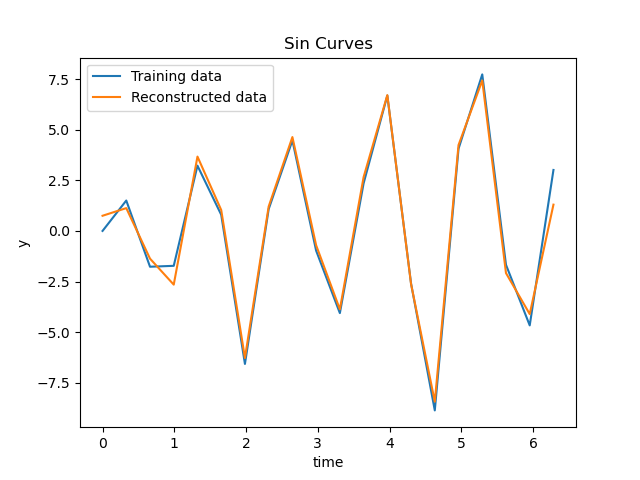 Sin Curves
Training data
Reconstructed data
7.5
5.0
2.5
0.0
−2.5
−5.0
−7.5
y
0 1 2 3 4 5 6
time